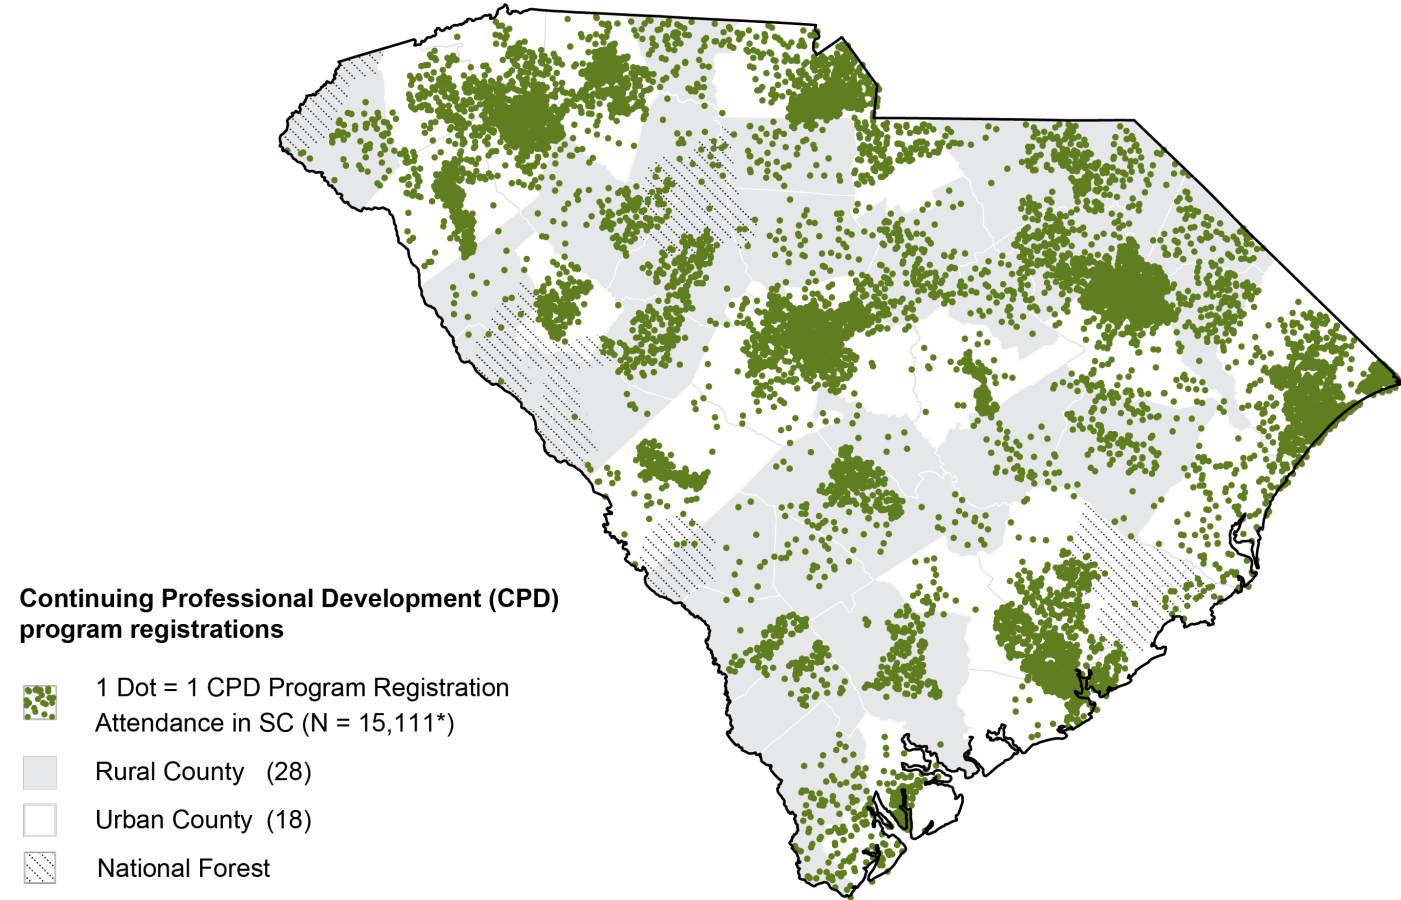 Continuing Professional Development (CPD)
program registrations
1 Dot = 1 CPD Program Registration
Attendance in SC (N = 15,111*)
Rural County (28)
Urban County (18)
National Forest